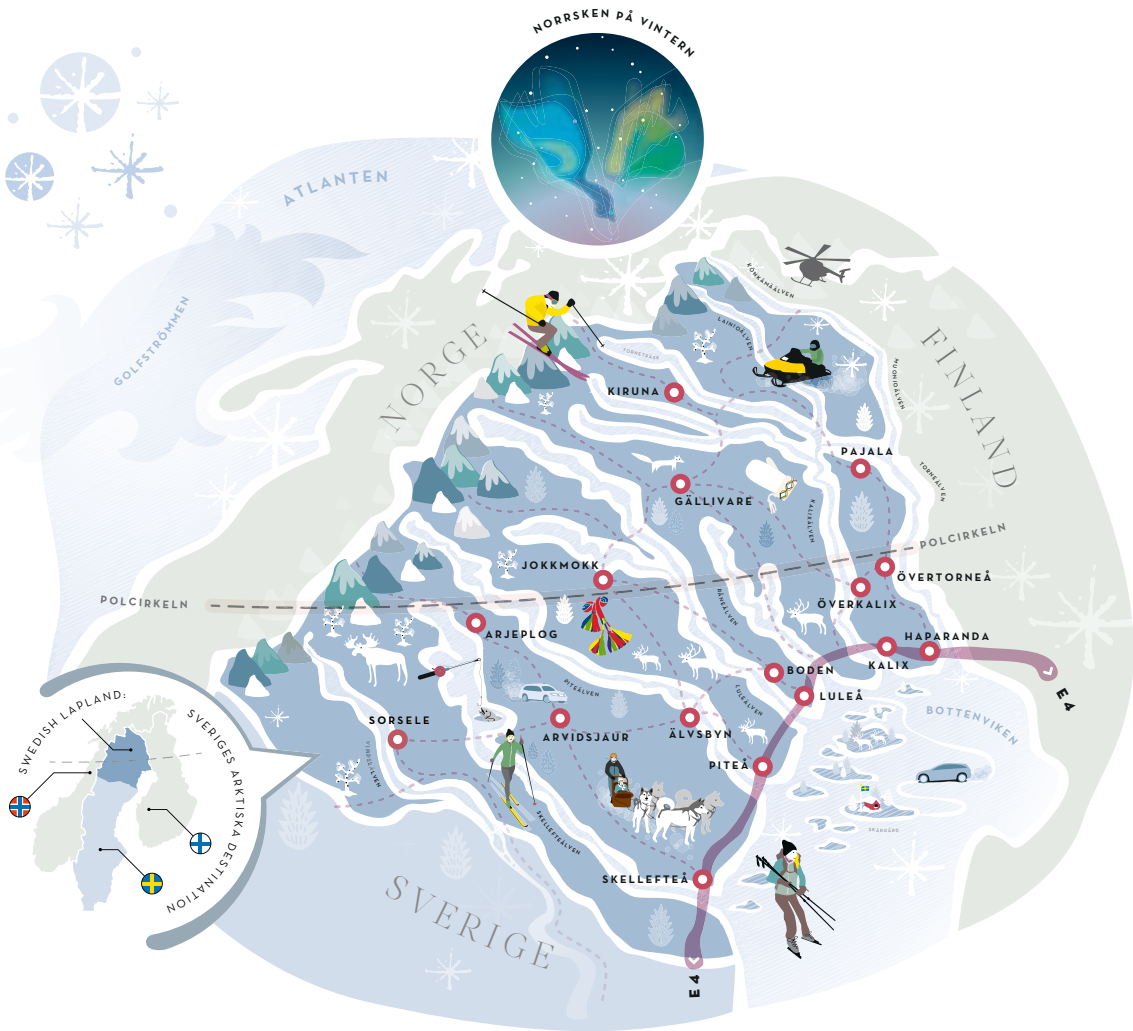 NORRSKEN PÅ VINTERN
ATLANTEN
GOLFSTRÖMMEN
NORGE
FINLAND
KÖNKÄMÄÄLVEN
LAINIOÄLVEN
TORNETRÄSK
MUONIOÄLVEN
KIRUNA
PAJALA
TORNEÄLVEN
GÄLLIVARE
KALIXÄLVEN
POLCIRKELN
JOKKMOKK
ÖVERTORNEÅ
ÖVERKALIX
POLCIRKELN
RÅNEÄLVEN
ARJEPLOG
HAPARANDA
KALIX
BODEN
LULEÅ
E4
PITEÄLVEN
LULEÄLVEN
BOTTENVIKEN
SORSELE
ARVIDSJAUR
ÄLVSBYN
VINDELÄLVEN
PITEÅ
SKELLEFTEÄLVEN
SKÄRGÅRD
SKELLEFTEÅ
SVERIGE
E4
SWEDISH LAPLAND:
SVERIGES ARKTISKA DESTINATION